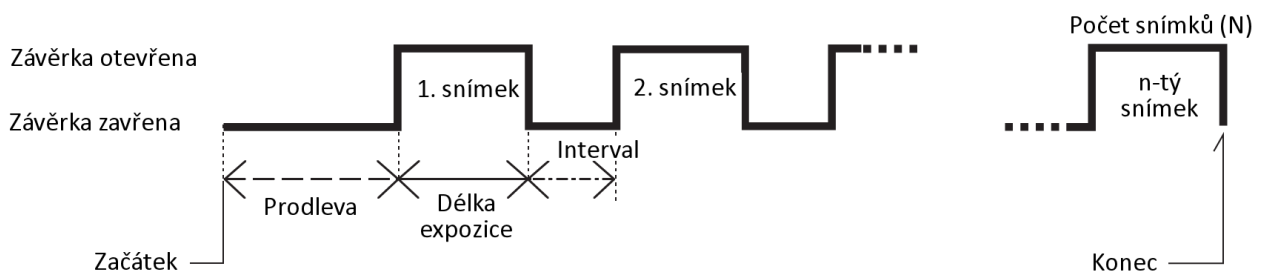 Počet snímků (N)
Závěrka otevřena
1. snímek
2. snímek
n-tý
snímek
Závěrka zavřena
Interval
Prodleva
Délka
expozice
Začátek
Konec